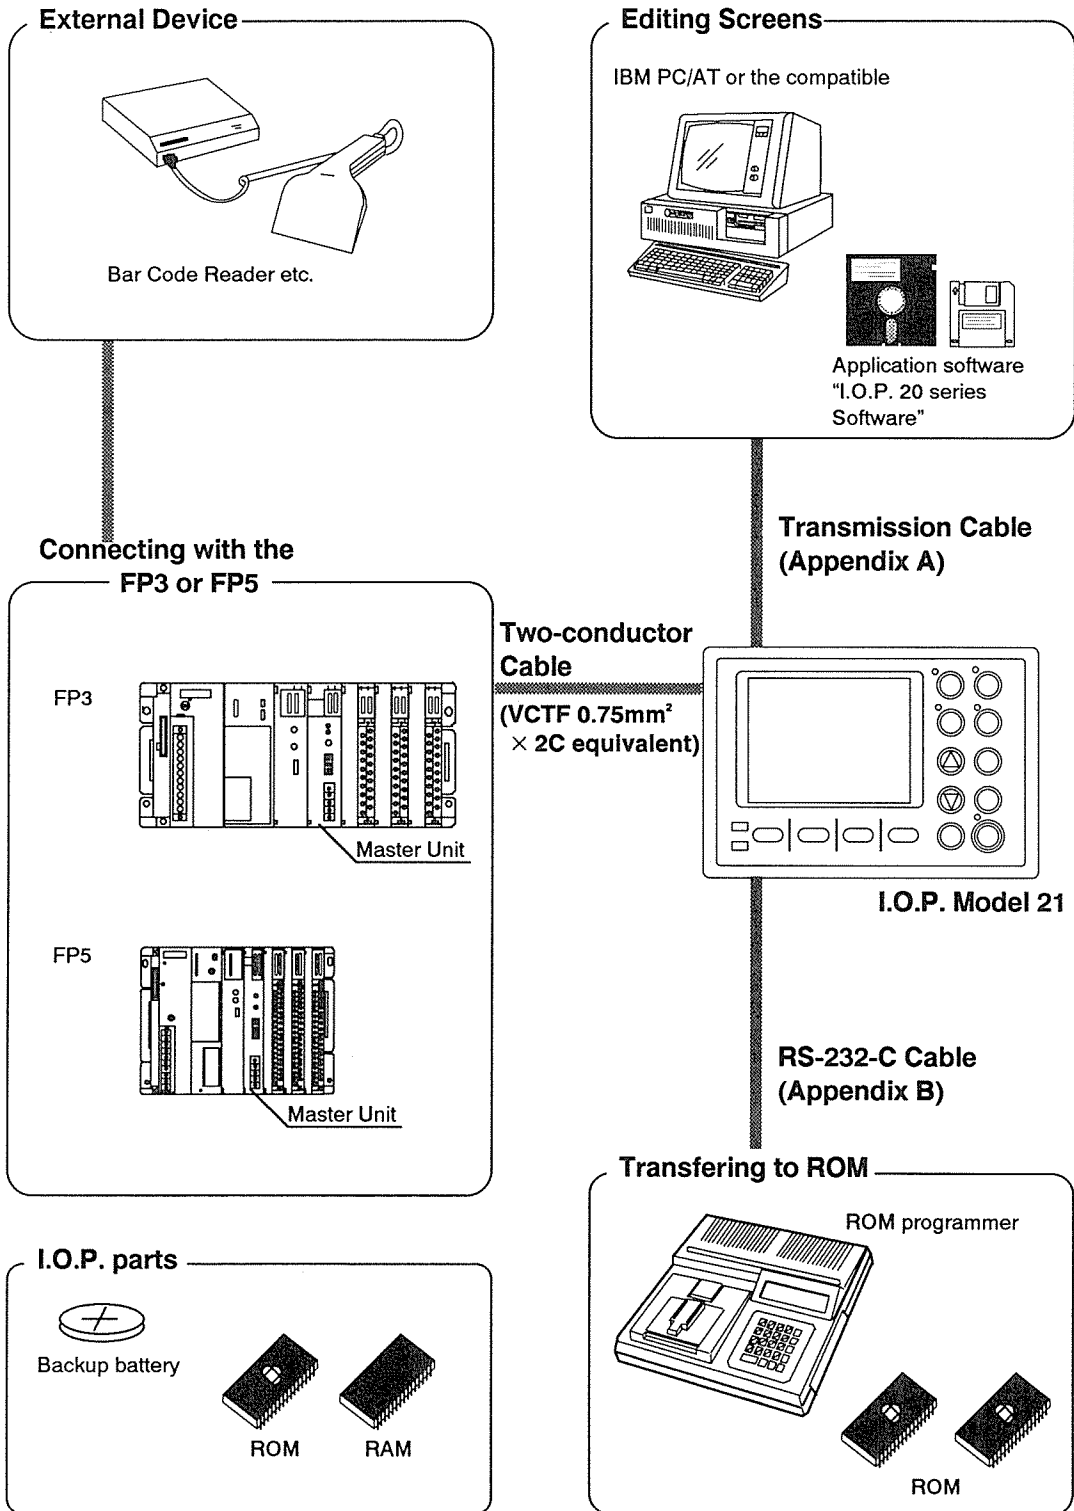 External Device
Bar Code Reader etc.
Editing Screens
IBM PC/AT or the compatible
Application software
"I.O.P. 20 series
Software"
Connecting with the
FP3 or FP5
FP3
Master Unit
FP5
Master Unit
Two-conductor
Cable
(VCTF 0.75mm²
× 2C equivalent)
Transmission Cable
(Appendix A)
I.O.P. Model 21
RS-232-C Cable
(Appendix B)
I.O.P. parts
Backup battery
ROM
RAM
Transfering to ROM
ROM programmer
ROM